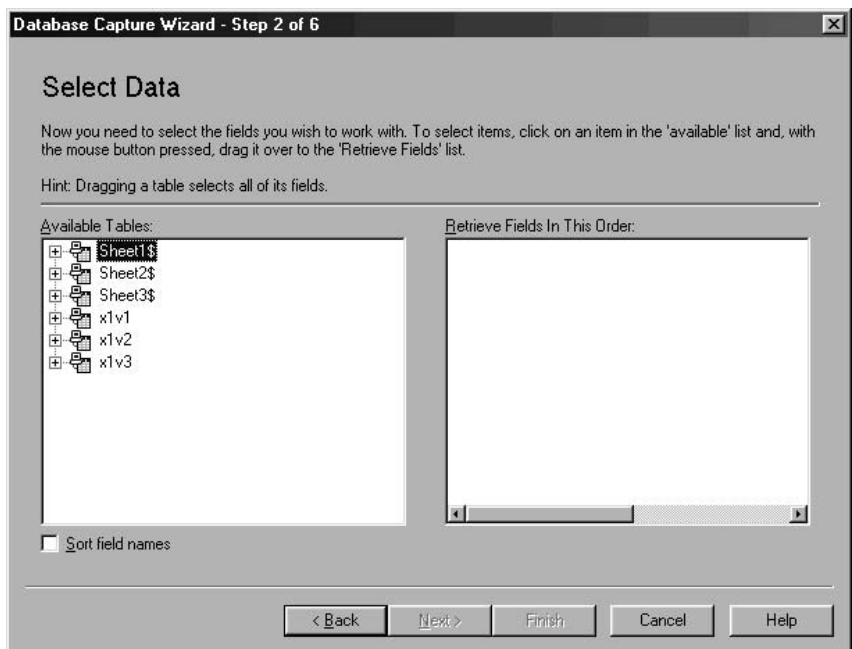 Database Capture Wizard - Step 2 of 6
Select Data
Now you need to select the fields you wish to work with. To select items, click on an item in the 'available' list and, with
the mouse button pressed, drag it over to the 'Retrieve Fields' list.
Hint: Dragging a table selects all of its fields.
Available Tables:
Sheet1$
Sheet2$
Sheet3$
x1v1
x1v2
x1v3
Retrieve Fields In This Order:
Sort field names
< Back
Next >
Finish
Cancel
Help